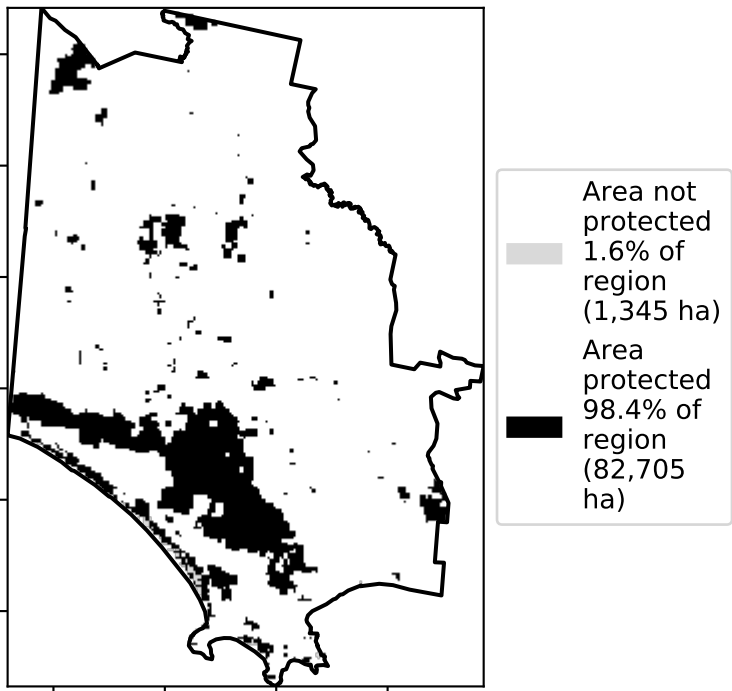 Area not
protected
1.6% of
region
(1,345 ha)
Area
protected
98.4% of
region
(82,705
ha)